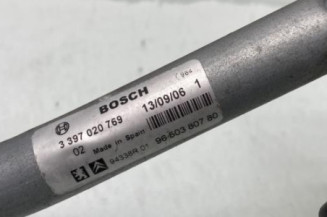 BOSCH
3 397 020 769 13/09/06 1
02 Made in Spain
96 603 807 80